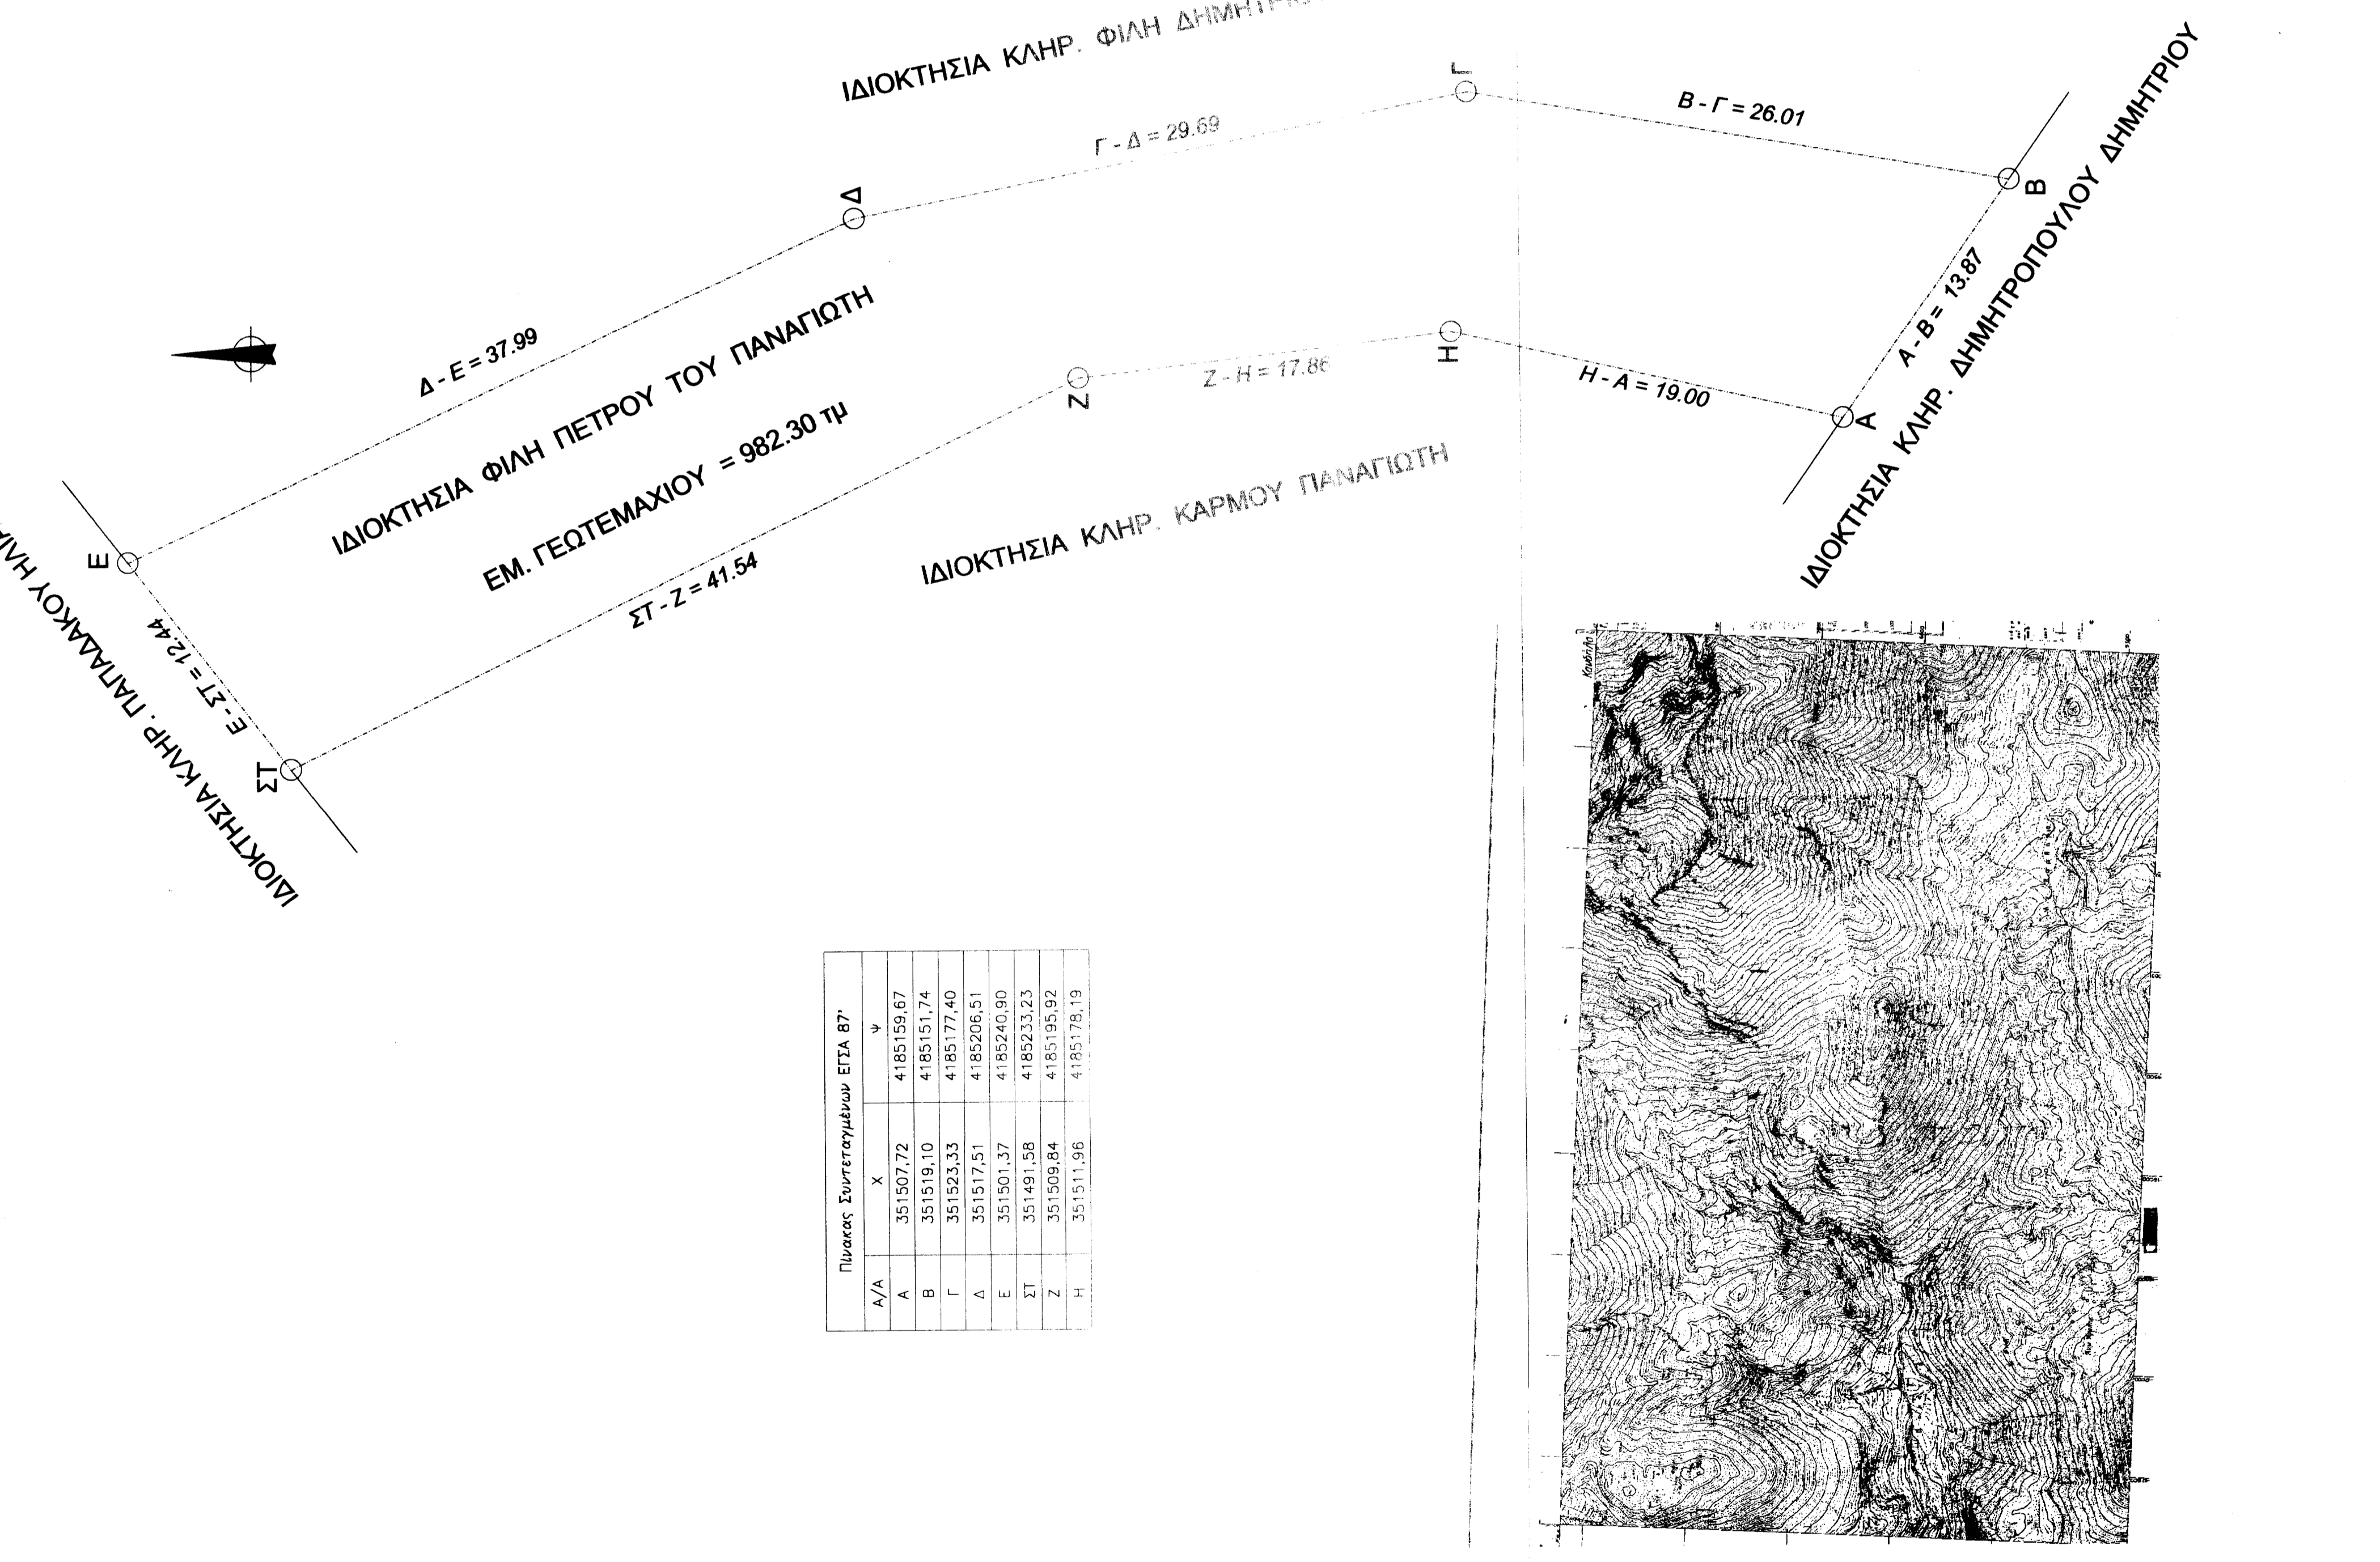 ΙΔΙΟΚΤΗΣΙΑ ΚΛΗΡ. ΦΙΛΗ
Γ
Β - Γ = 26.01
Γ - Δ = 29.69
Δ
Β
Α - Β = 13.87
ΙΔΙΟΚΤΗΣΙΑ ΚΛΗΡ. ΔΗΜΗΤΡΟΠΟΥΛΟΥ ΔΗΜΗΤΡΙΟΥ
Δ - Ε = 37.99
ΙΔΙΟΚΤΗΣΙΑ ΦΙΛΗ ΠΕΤΡΟΥ ΤΟΥ ΠΑΝΑΓΙΩΤΗ
ΕΜ. ΓΕΩΤΕΜΑΧΙΟΥ = 982.30 τμ
Ζ
Ζ - Η = 17.86
Η
Η - Α = 19.00
Α
ΙΔΙΟΚΤΗΣΙΑ ΚΛΗΡ. ΚΑΡΜΟΥ ΠΑΝΑΓΙΩΤΗ
ΣΤ - Ζ = 41.54
Ε
Ε - ΣΤ = 12.44
ΣΤ
ΙΔΙΟΚΤΗΣΙΑ ΚΛΗΡ. ΠΑΠΑΔΑΚΟΥ
Πίνακας Συντεταγμένων ΕΓΣΑ 87'
Α/Α Χ Ψ
Α 351507,72 4185159,67
Β 351519,10 4185151,74
Γ 351523,33 4185177,40
Δ 351517,51 4185206,51
Ε 351501,37 4185240,90
ΣΤ 351491,58 4185233,23
Ζ 351509,84 4185195,92
Η 351511,96 4185178,19